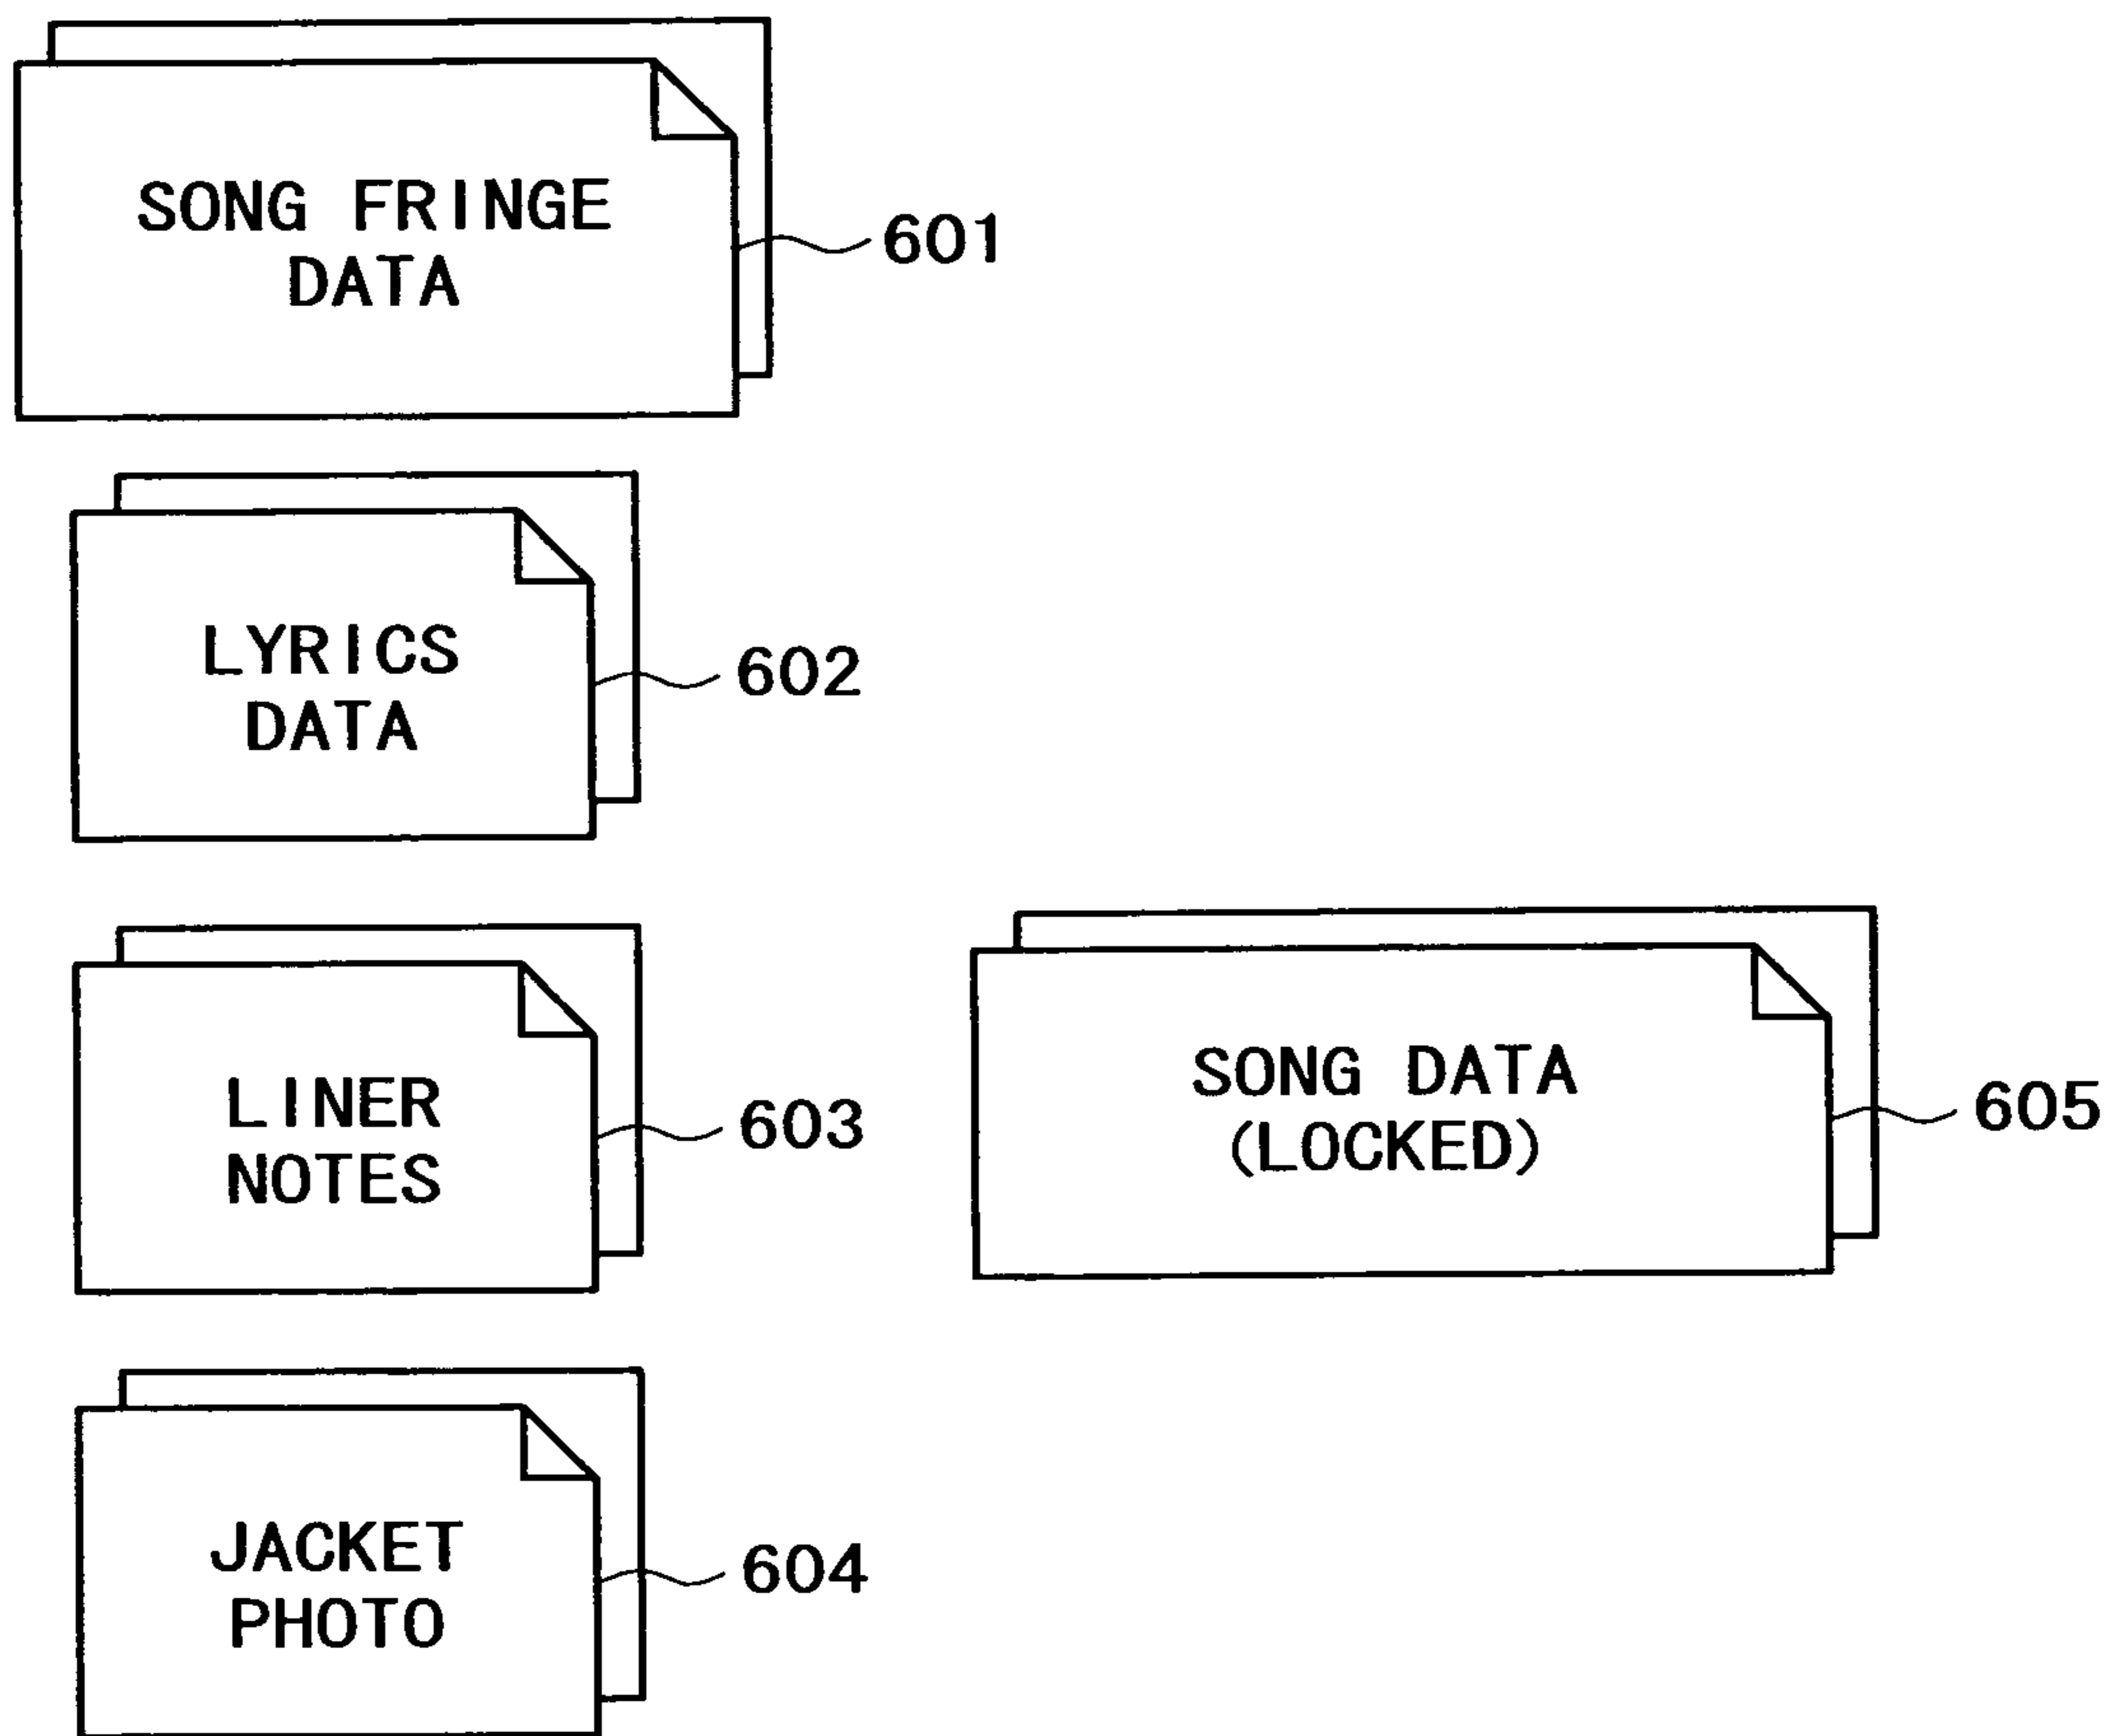 SONG FRINGE
DATA
601
LYRICS
DATA
602
LINER
NOTES
603
SONG DATA
(LOCKED)
605
JACKET
PHOTO
604